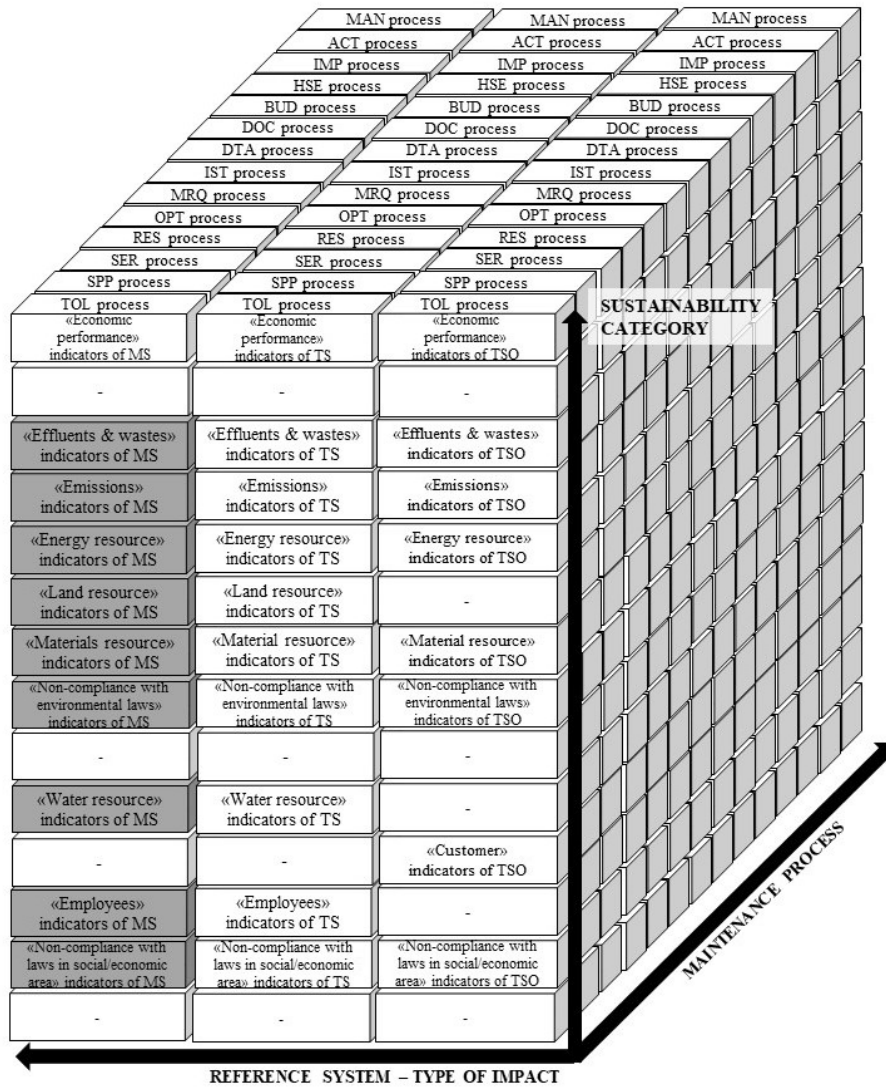 MAN process MAN process MAN process
ACT process ACT process ACT process
IMP process IMP process IMP process
HSE process HSE process HSE process
BUD process BUD process BUD process
DOC process DOC process DOC process
DTA process DTA process DTA process
IST process IST process IST process
MRQ process MRQ process MRQ process
OPT process OPT process OPT process
RES process RES process RES process
SER process SER process SER process
SPP process SPP process SPP process
TOL process TOL process TOL process
SUSTAINABILITY
CATEGORY
«Economic «Economic «Economic
performance» performance» performance»
indicators of MS indicators of TS indicators of TSO
- - -
«Effluents & wastes» «Effluents & wastes» «Effluents & wastes»
indicators of MS indicators of TS indicators of TSO
«Emissions» «Emissions» «Emissions»
indicators of MS indicators of TS indicators of TSO
«Energy resource» «Energy resource» «Energy resource»
indicators of MS indicators of TS indicators of TSO
«Land resource» «Land resource» -
indicators of MS indicators of TS
«Materials resource» «Material resuorce» «Material resource»
indicators of MS indicators of TS indicators of TSO
«Non-compliance with «Non-compliance with «Non-compliance with
environmental laws» environmental laws» environmental laws»
indicators of MS indicators of TS indicators of TSO
- - -
«Water resource» «Water resource» -
indicators of MS indicators of TS
- - «Customer»
indicators of TSO
«Employees» «Employees» -
indicators of MS indicators of TS
«Non-compliance with «Non-compliance with «Non-compliance with
laws in social/economic laws in social/economic laws in social/economic
area» indicators of MS area» indicators of TS area» indicators of TSO
- - -
MAINTENANCE PROCESS
REFERENCE SYSTEM – TYPE OF IMPACT